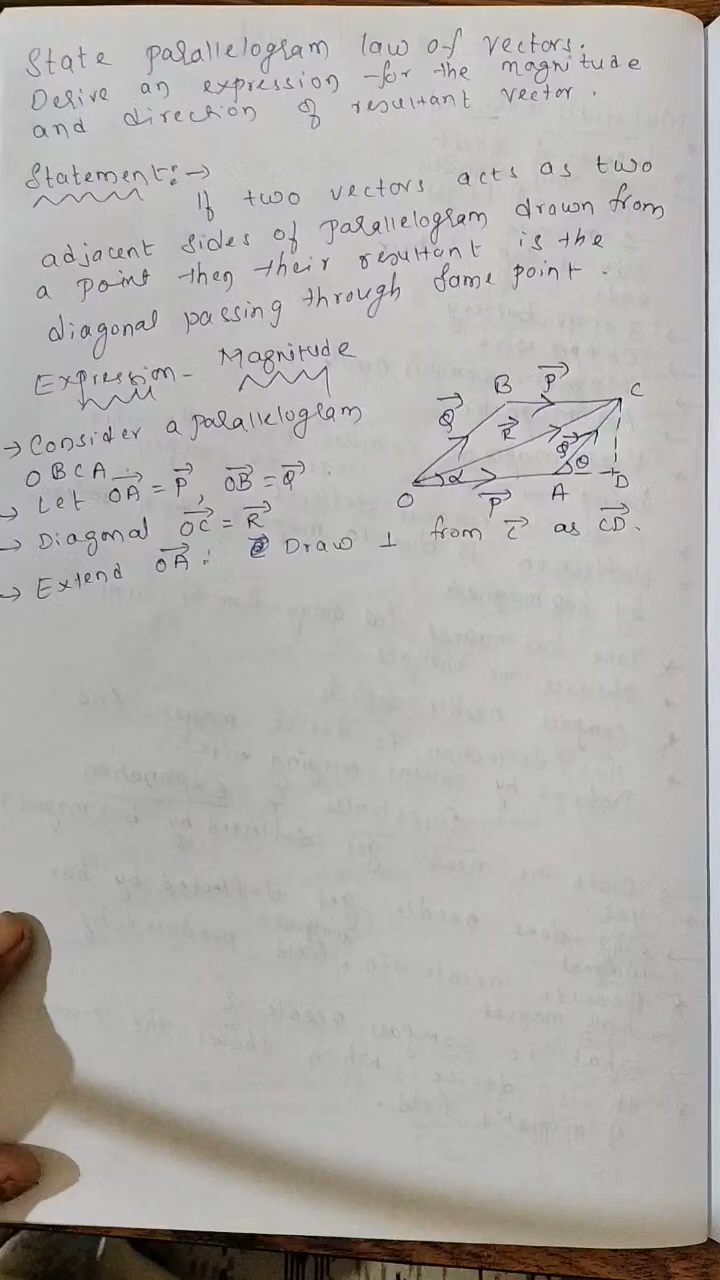 State parallelogram law of vectors.
Derive an expression for the magnitude
and direction of resultant vector.
Statement:→
If two vectors acts as two
adjacent sides of parallelogram drawn from
a point then their resultant is the
diagonal passing through same point.
Expression- Magnitude
→ Consider a parallelogram
OBCA.
→ Let OA⃗ = P⃗, OB⃗ = Q⃗.
→ Diagonal OC⃗ = R⃗
→ Extend OA⃗. Draw ⊥ from C⃗ as CD⃗.
B P⃗ C
Q⃗ R⃗ Q⃗
O α P⃗ A θ D